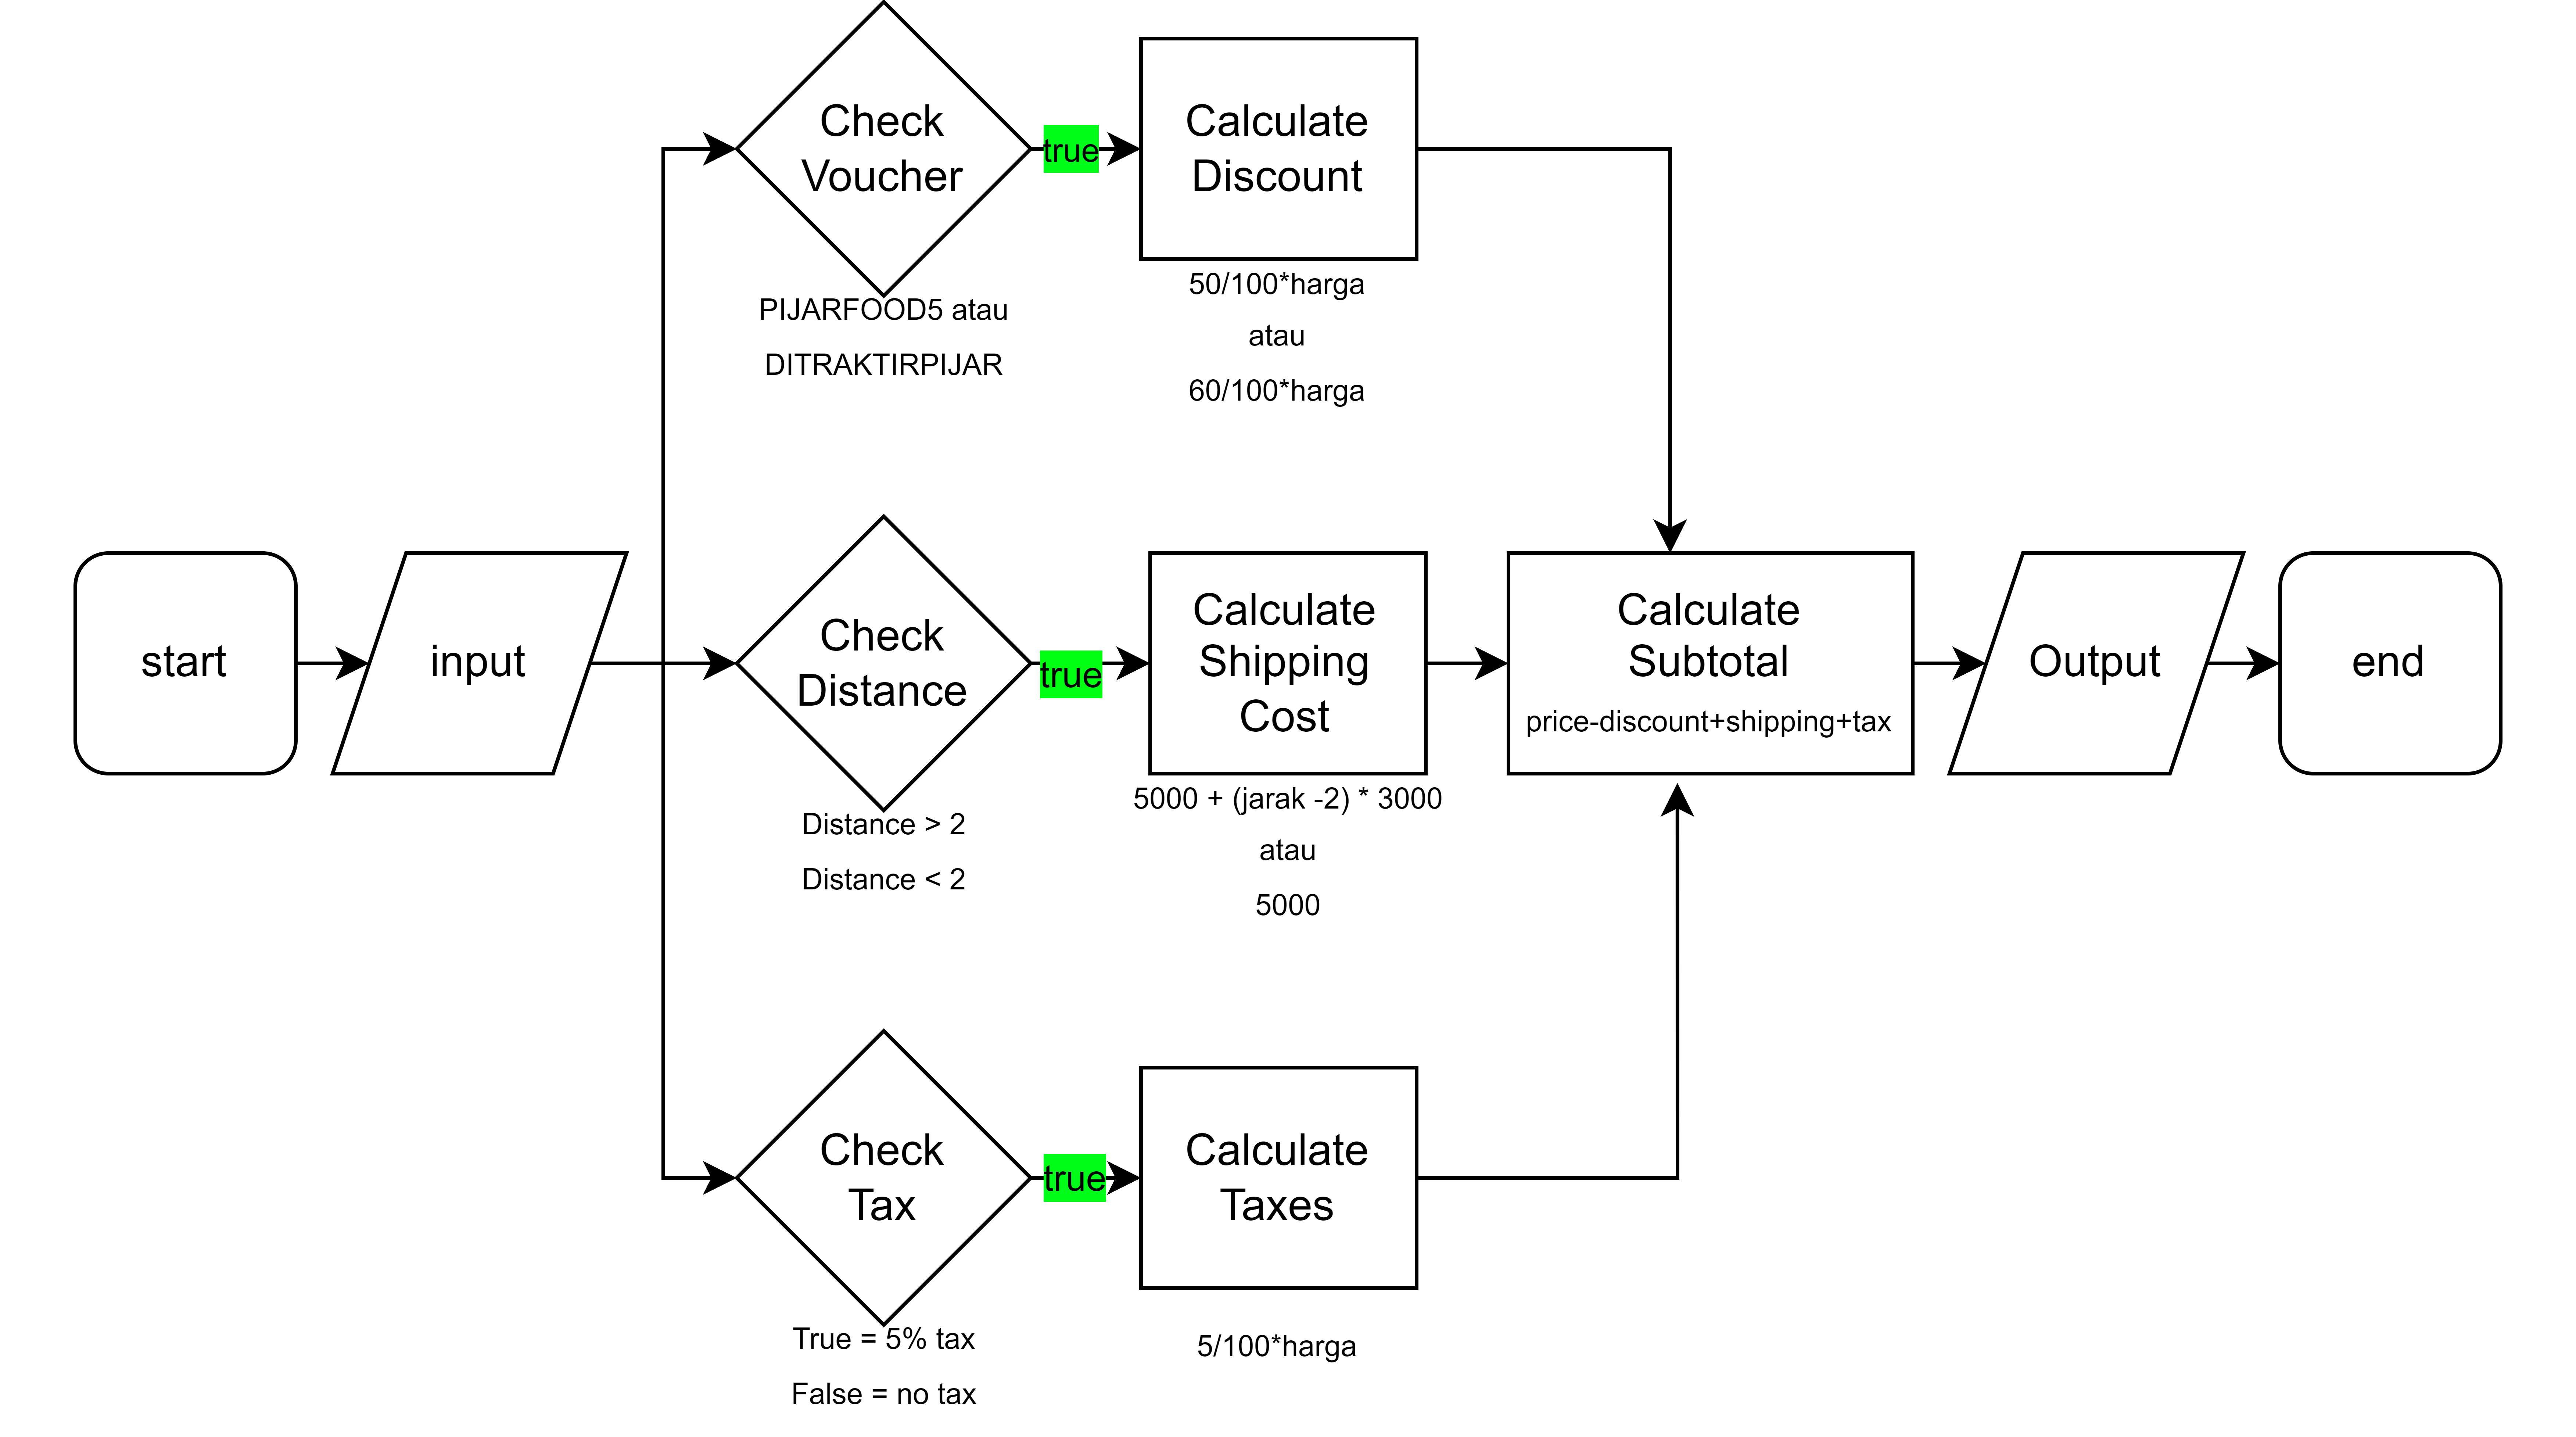 start
input
Check
Voucher
PIJARFOOD5 atau
DITRAKTIRPIJAR
true
Calculate
Discount
50/100*harga
atau
60/100*harga
Check
Distance
Distance > 2
Distance < 2
true
Calculate
Shipping
Cost
5000 + (jarak -2) * 3000
atau
5000
Check
Tax
True = 5% tax
False = no tax
true
Calculate
Taxes
5/100*harga
Calculate
Subtotal
price-discount+shipping+tax
Output
end